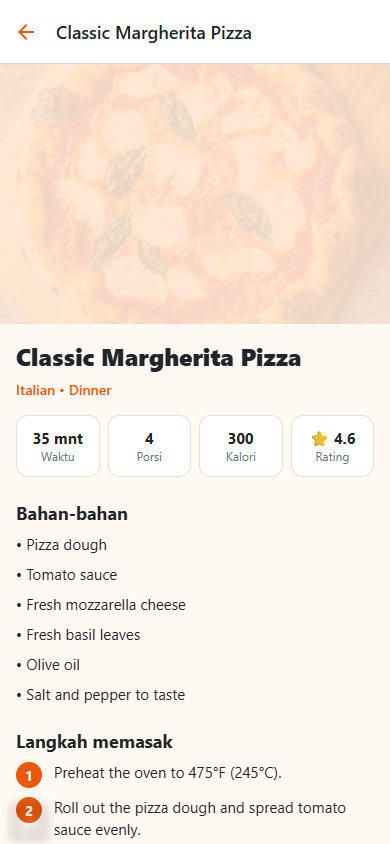 Classic Margherita Pizza
Classic Margherita Pizza
Italian • Dinner
35 mnt
Waktu
4
Porsi
300
Kalori
⭐ 4.6
Rating
Bahan-bahan
• Pizza dough
• Tomato sauce
• Fresh mozzarella cheese
• Fresh basil leaves
• Olive oil
• Salt and pepper to taste
Langkah memasak
1 Preheat the oven to 475°F (245°C).
2 Roll out the pizza dough and spread tomato
sauce evenly.